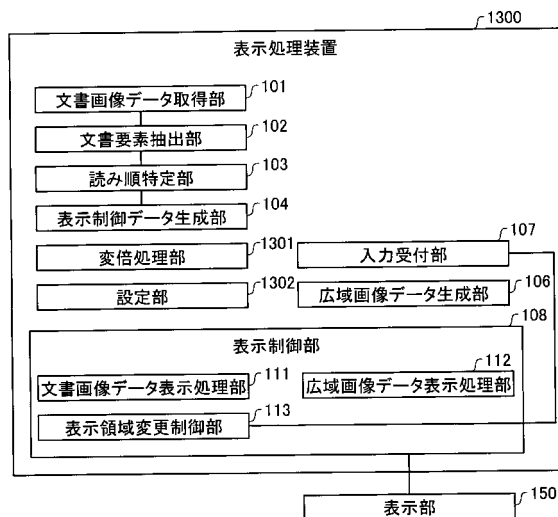 1300
表示処理装置
文書画像データ取得部
101
文書要素抽出部
102
読み順特定部
103
表示制御データ生成部
104
変倍処理部
1301
入力受付部
107
設定部
1302
広域画像データ生成部
106
108
表示制御部
文書画像データ表示処理部
111
広域画像データ表示処理部
112
表示領域変更制御部
113
表示部
150